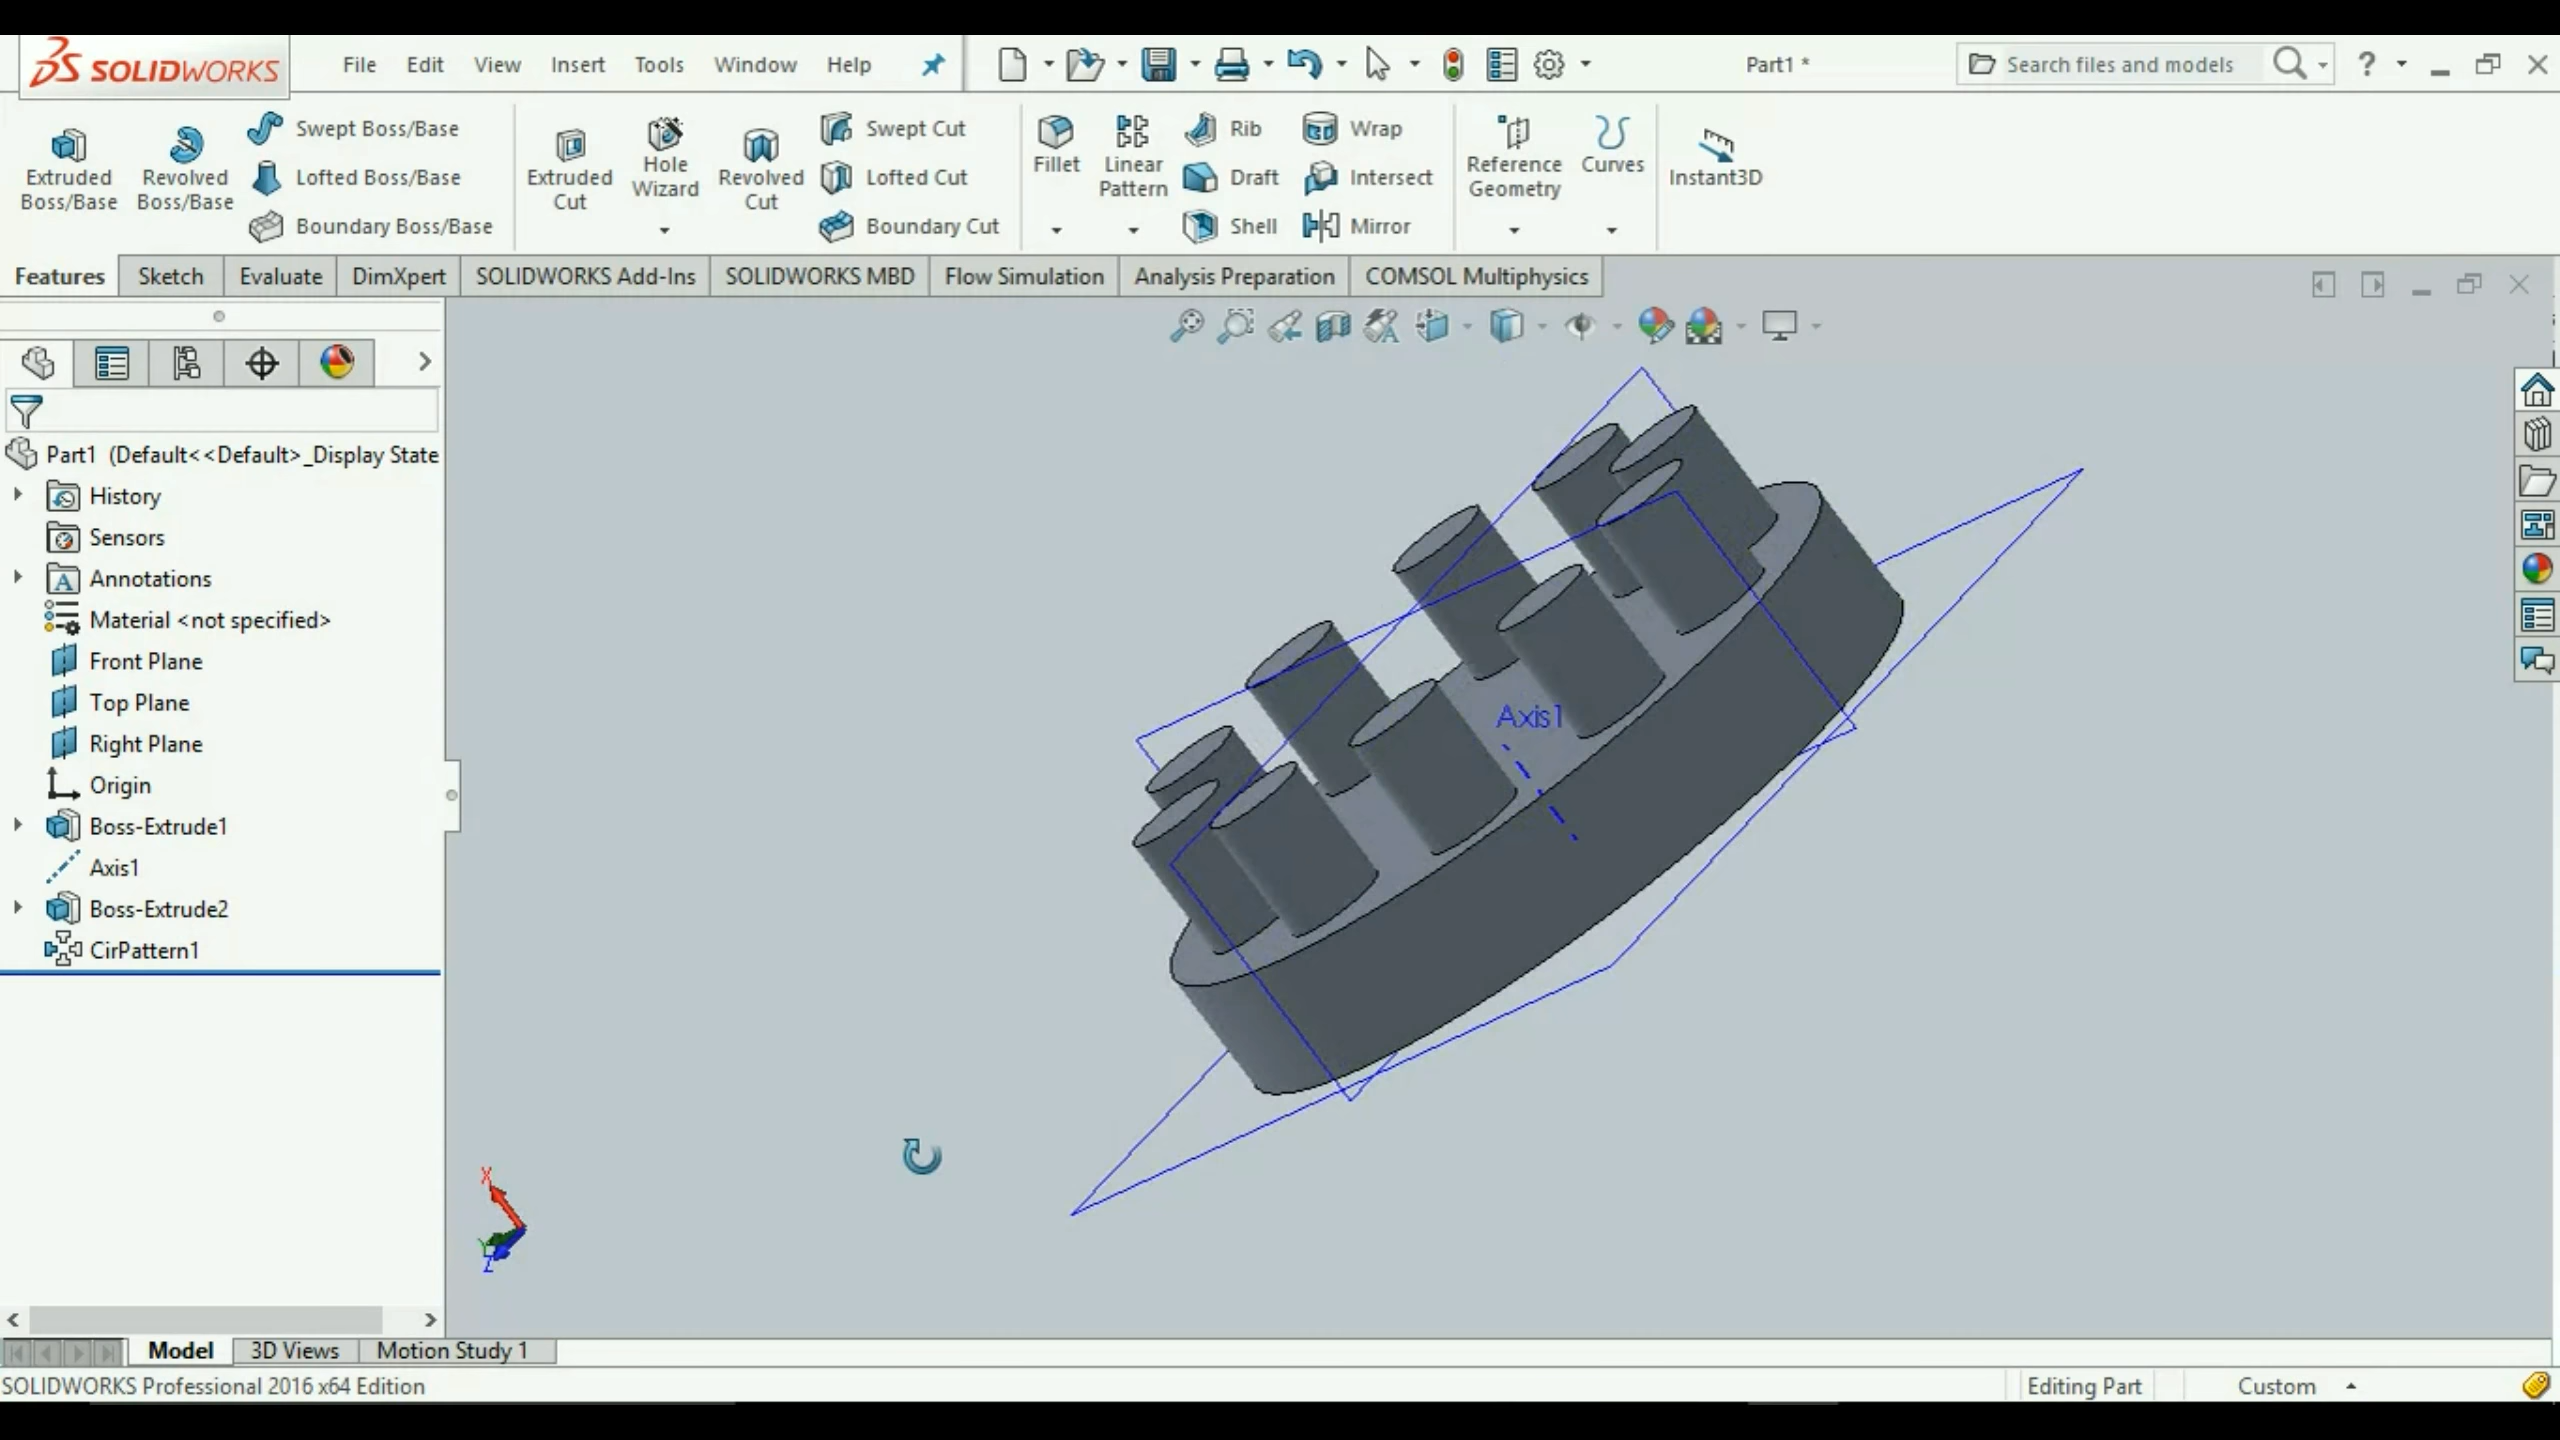 SOLIDWORKS File Edit View Insert Tools Window Help Part1 * Search files and models ?
Extruded Boss/Base
Revolved Boss/Base
Swept Boss/Base
Lofted Boss/Base
Boundary Boss/Base
Extruded Cut
Hole Wizard
Revolved Cut
Swept Cut
Lofted Cut
Boundary Cut
Fillet
Linear Pattern
Rib
Draft
Shell
Wrap
Intersect
Mirror
Reference Geometry
Curves
Instant3D
Features Sketch Evaluate DimXpert SOLIDWORKS Add-Ins SOLIDWORKS MBD Flow Simulation Analysis Preparation COMSOL Multiphysics
Part1 (Default<<Default>_Display State
History
Sensors
Annotations
Material <not specified>
Front Plane
Top Plane
Right Plane
Origin
Boss-Extrude1
Axis1
Boss-Extrude2
CirPattern1
Axis1
X
Y
Z
Model 3D Views Motion Study 1
SOLIDWORKS Professional 2016 x64 Edition Editing Part Custom